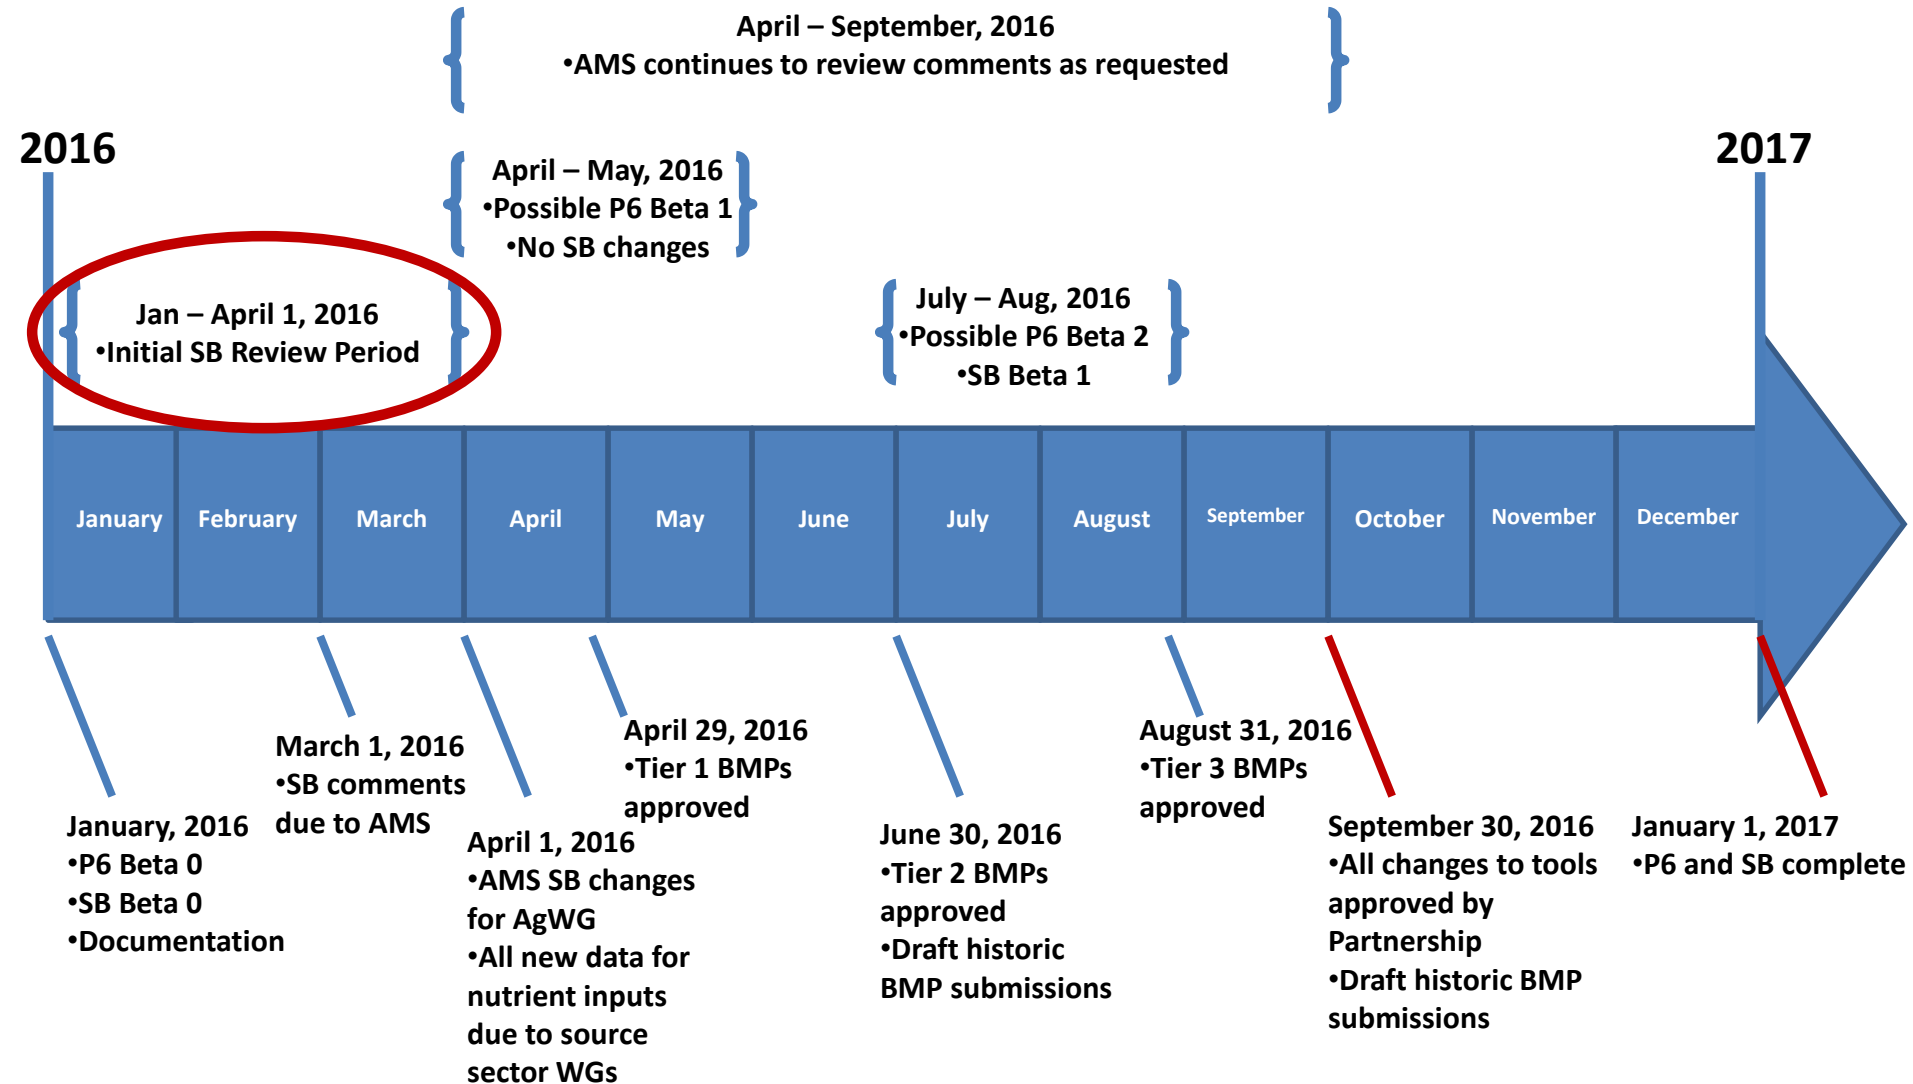 April – September, 2016
•AMS continues to review comments as requested
2016
2017
April – May, 2016
•Possible P6 Beta 1
•No SB changes
Jan – April 1, 2016
•Initial SB Review Period
July – Aug, 2016
•Possible P6 Beta 2
•SB Beta 1
January
February
March
April
May
June
July
August
September
October
November
December
January, 2016
•P6 Beta 0
•SB Beta 0
•Documentation
March 1, 2016
•SB comments
due to AMS
April 1, 2016
•AMS SB changes
for AgWG
•All new data for
nutrient inputs
due to source
sector WGs
April 29, 2016
•Tier 1 BMPs
approved
June 30, 2016
•Tier 2 BMPs
approved
•Draft historic
BMP submissions
August 31, 2016
•Tier 3 BMPs
approved
September 30, 2016
•All changes to tools
approved by
Partnership
•Draft historic BMP
submissions
January 1, 2017
•P6 and SB complete